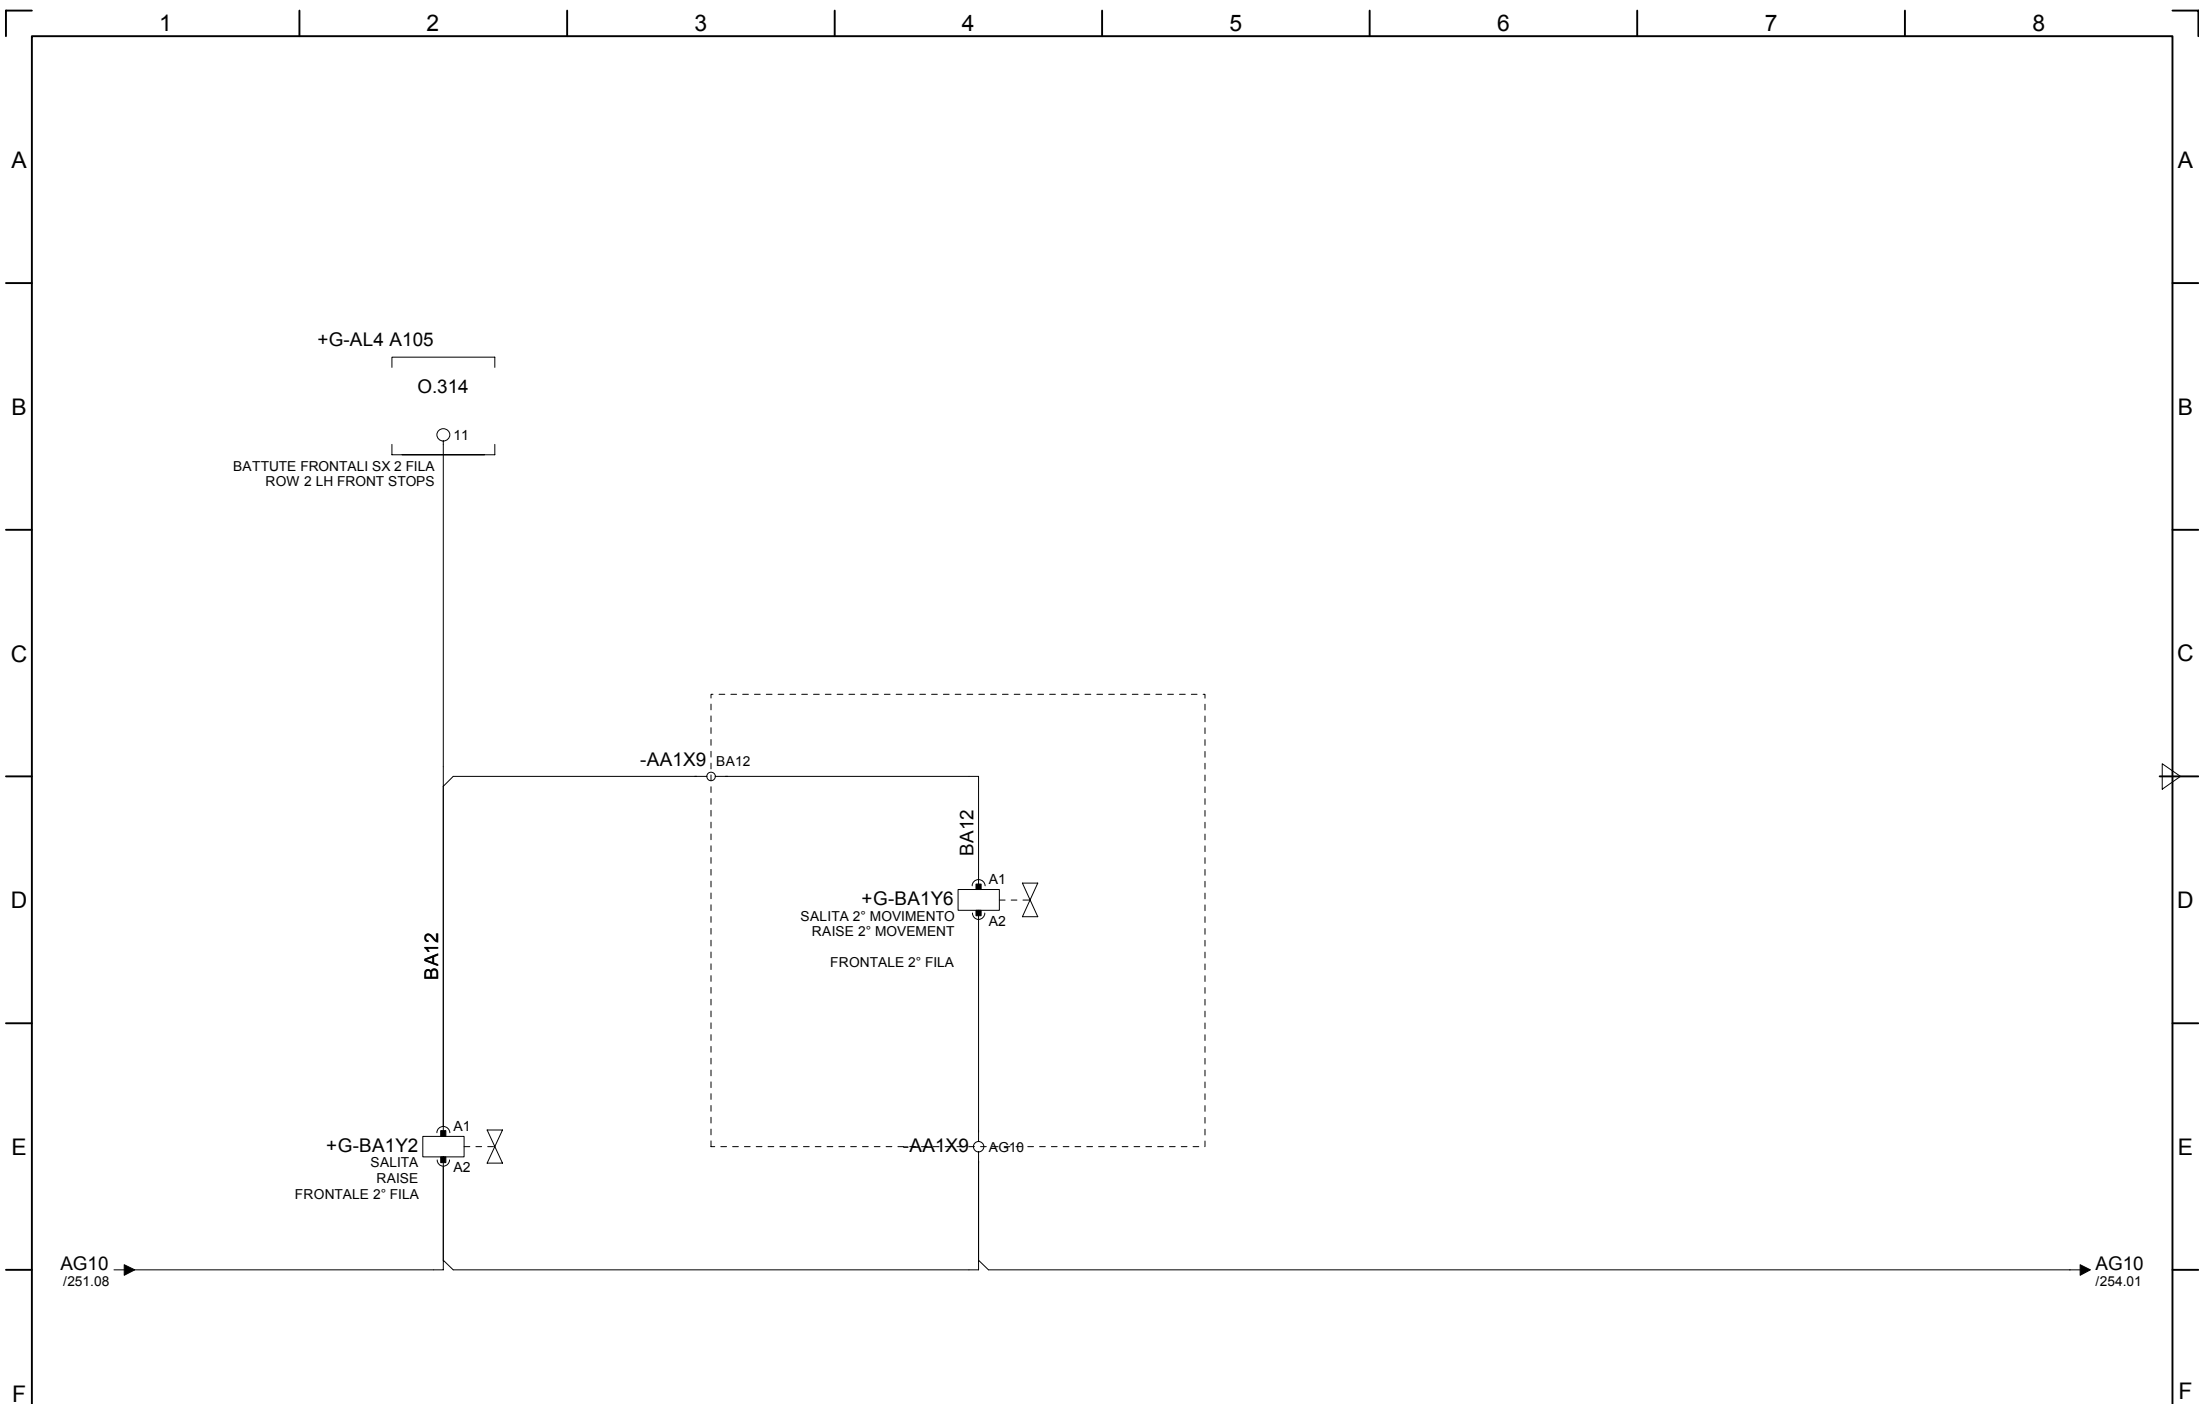 1 2 3 4 5 6 7 8
A A
+G-AL4 A105
O.314
B B
11
BATTUTE FRONTALI SX 2 FILA
ROW 2 LH FRONT STOPS
C C
-AA1X9 BA12
BA12
A1
+G-BA1Y6
D D
SALITA 2° MOVIMENTO
A2
RAISE 2° MOVEMENT
BA12
FRONTALE 2° FILA
A1
+G-BA1Y2
-AA1X9 AG10
E E
SALITA
A2
RAISE
FRONTALE 2° FILA
AG10 AG10
/251.08 /254.01
F F